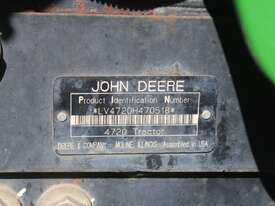 JOHN DEERE
Product Identification Number
*LV4720H470518*
4720 Tractor
DEERE & COMPANY MOLINE, ILLINOIS Assembled in USA